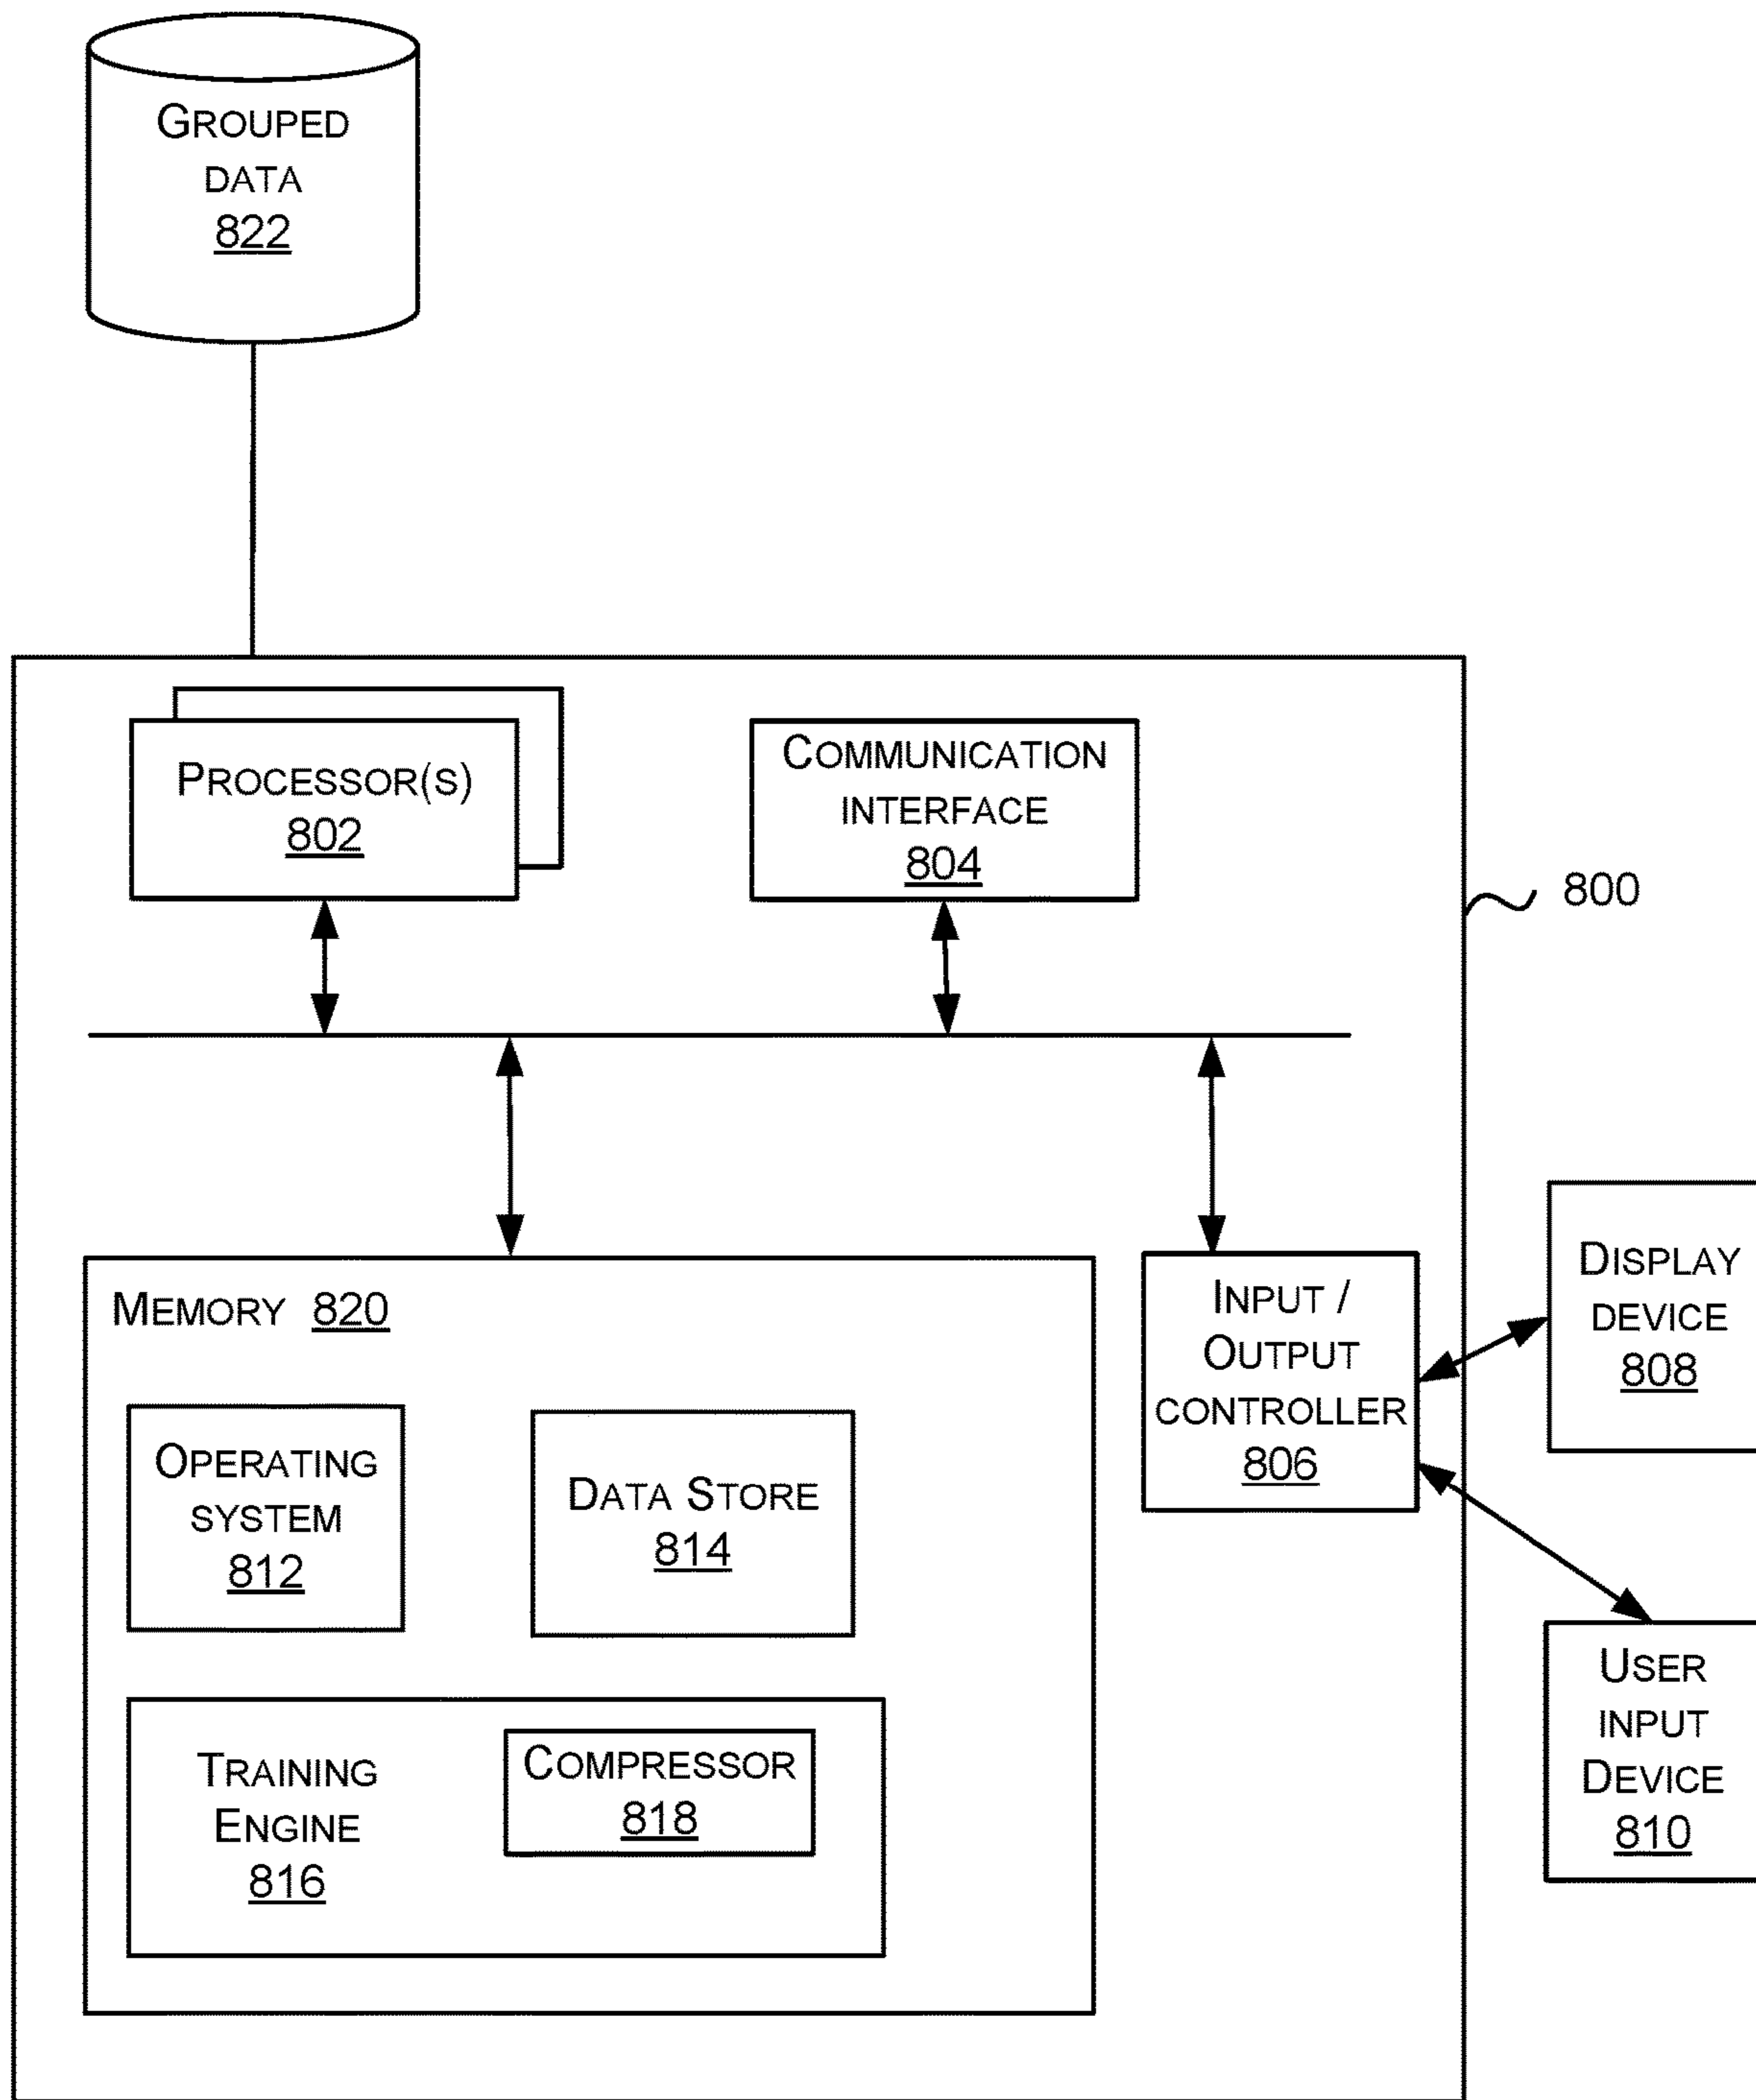 GROUPED
DATA
822
PROCESSOR(S)
802
COMMUNICATION
INTERFACE
804
800
MEMORY 820
OPERATING
SYSTEM
812
DATA STORE
814
TRAINING
ENGINE
816
COMPRESSOR
818
INPUT /
OUTPUT
CONTROLLER
806
DISPLAY
DEVICE
808
USER
INPUT
DEVICE
810